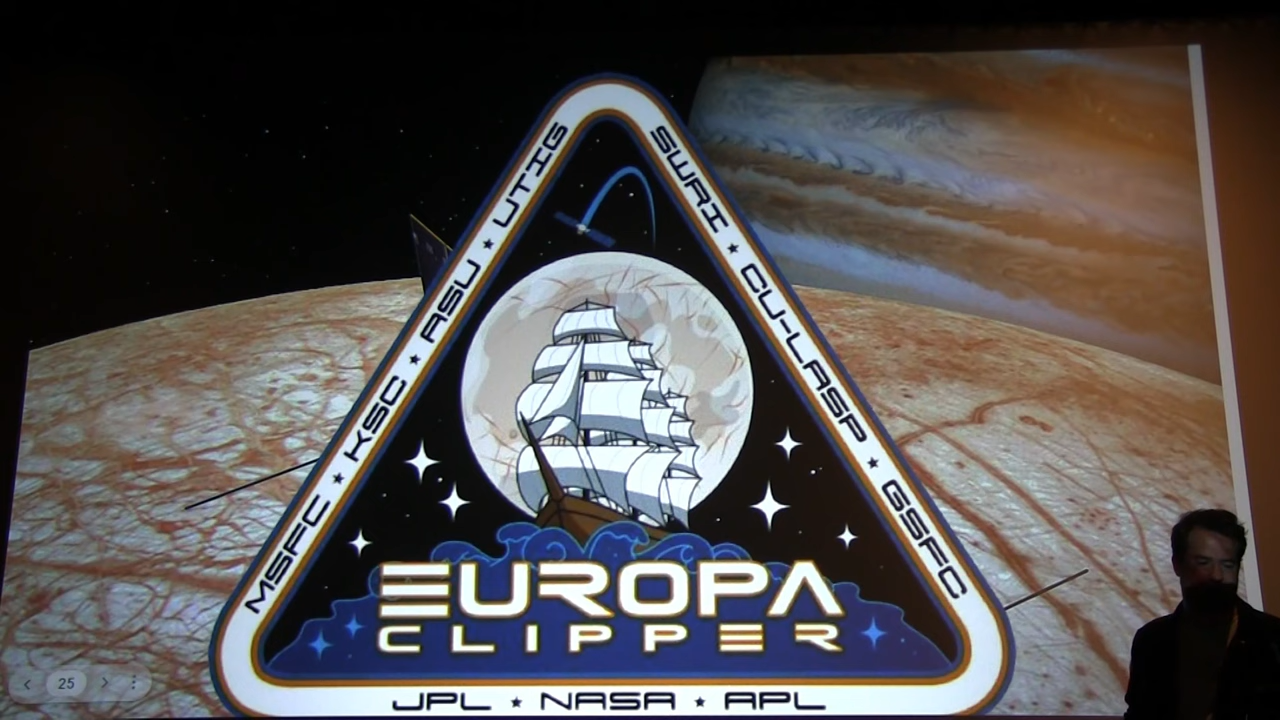 MSFC ★ KSC ★ ASU ★ UTIG
SWRI ★ CU-LASP ★ GSFC
EUROPA
CLIPPER
JPL ★ NASA ★ APL
25